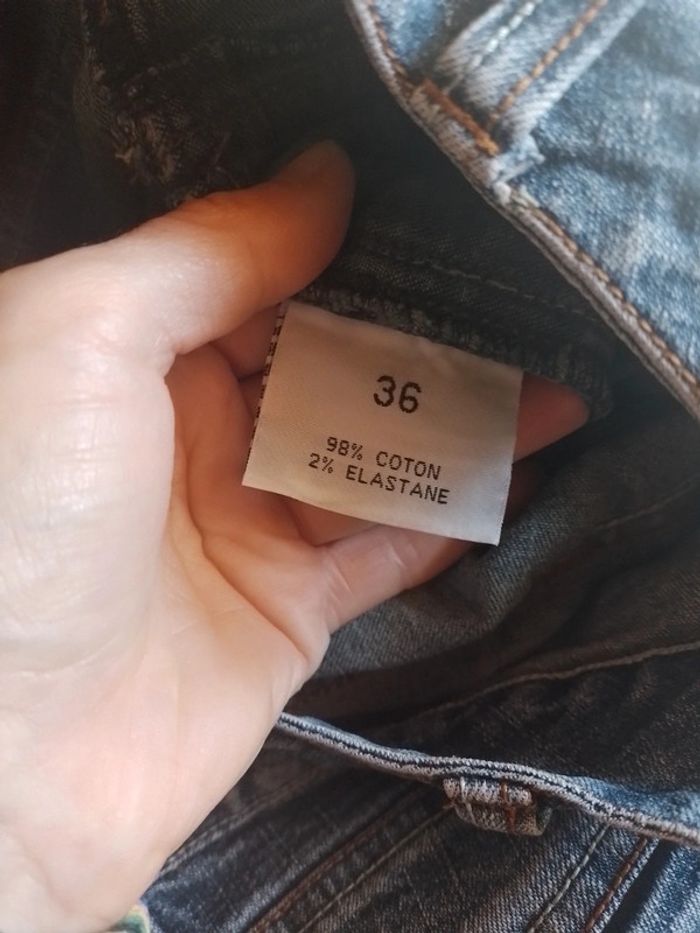 36
98% COTON
2% ELASTANE